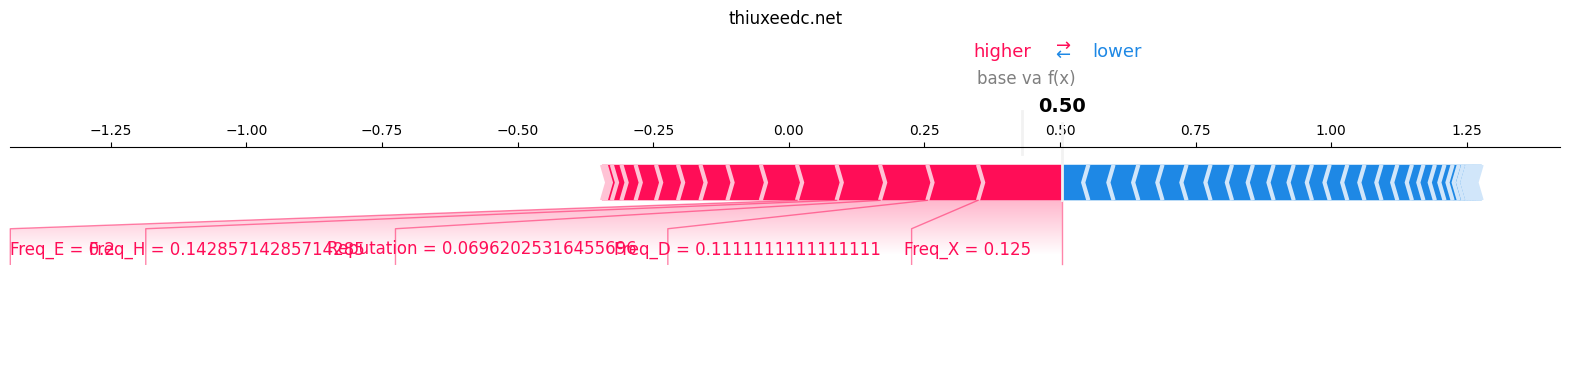 thiuxeedc.net
higher ⇄ lower
base va f(x)
0.50
−1.25 −1.00 −0.75 −0.50 −0.25 0.00 0.25 0.50 0.75 1.00 1.25
Freq_E = 0.2 Freq_H = 0.14285714285714285 Reputation = 0.06962025316455696 Freq_D = 0.1111111111111111 Freq_X = 0.125